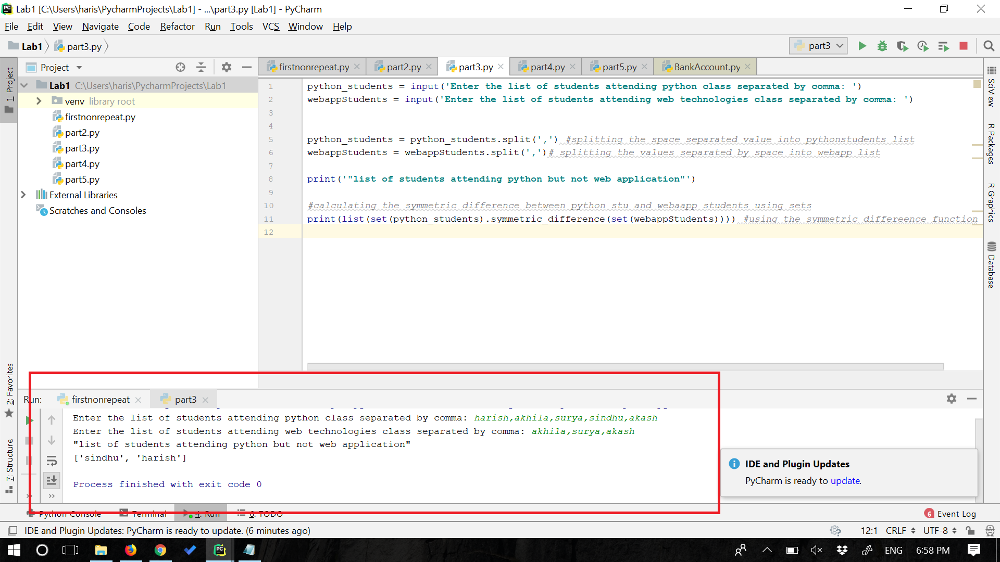 Lab1 [C:\Users\haris\PycharmProjects\Lab1] - ...\part3.py [Lab1] - PyCharm
File Edit View Navigate Code Refactor Run Tools VCS Window Help
Lab1 part3.py part3
1: Project
Project
firstnonrepeat.py part2.py part3.py part4.py part5.py BankAccount.py
Lab1 C:\Users\haris\PycharmProjects\Lab1
venv library root
firstnonrepeat.py
part2.py
part3.py
part4.py
part5.py
External Libraries
Scratches and Consoles
1 python_students = input('Enter the list of students attending python class separated by comma: ')
2 webappStudents = input('Enter the list of students attending web technologies class separated by comma: ')
3
4
5 python_students = python_students.split(',') #splitting the space separated value into pythonstudents list
6 webappStudents = webappStudents.split(',')# splitting the values separated by space into webapp list
7
8 print('"list of students attending python but not web application"')
9
10 #calculating the symmetric difference between python stu and webaapp students using sets
11 print(list(set(python_students).symmetric_difference(set(webappStudents)))) #using the symmetric_differeence function
12
SciView
R Packages
R Graphics
Database
2: Favorites
7: Structure
Run: firstnonrepeat part3
Enter the list of students attending python class separated by comma: harish,akhila,surya,sindhu,akash
Enter the list of students attending web technologies class separated by comma: akhila,surya,akash
"list of students attending python but not web application"
['sindhu', 'harish']
Process finished with exit code 0
IDE and Plugin Updates
PyCharm is ready to update.
Python Console Terminal 4: Run 6: TODO 6 Event Log
IDE and Plugin Updates: PyCharm is ready to update. (6 minutes ago) 12:1 CRLF UTF-8
ENG 6:58 PM